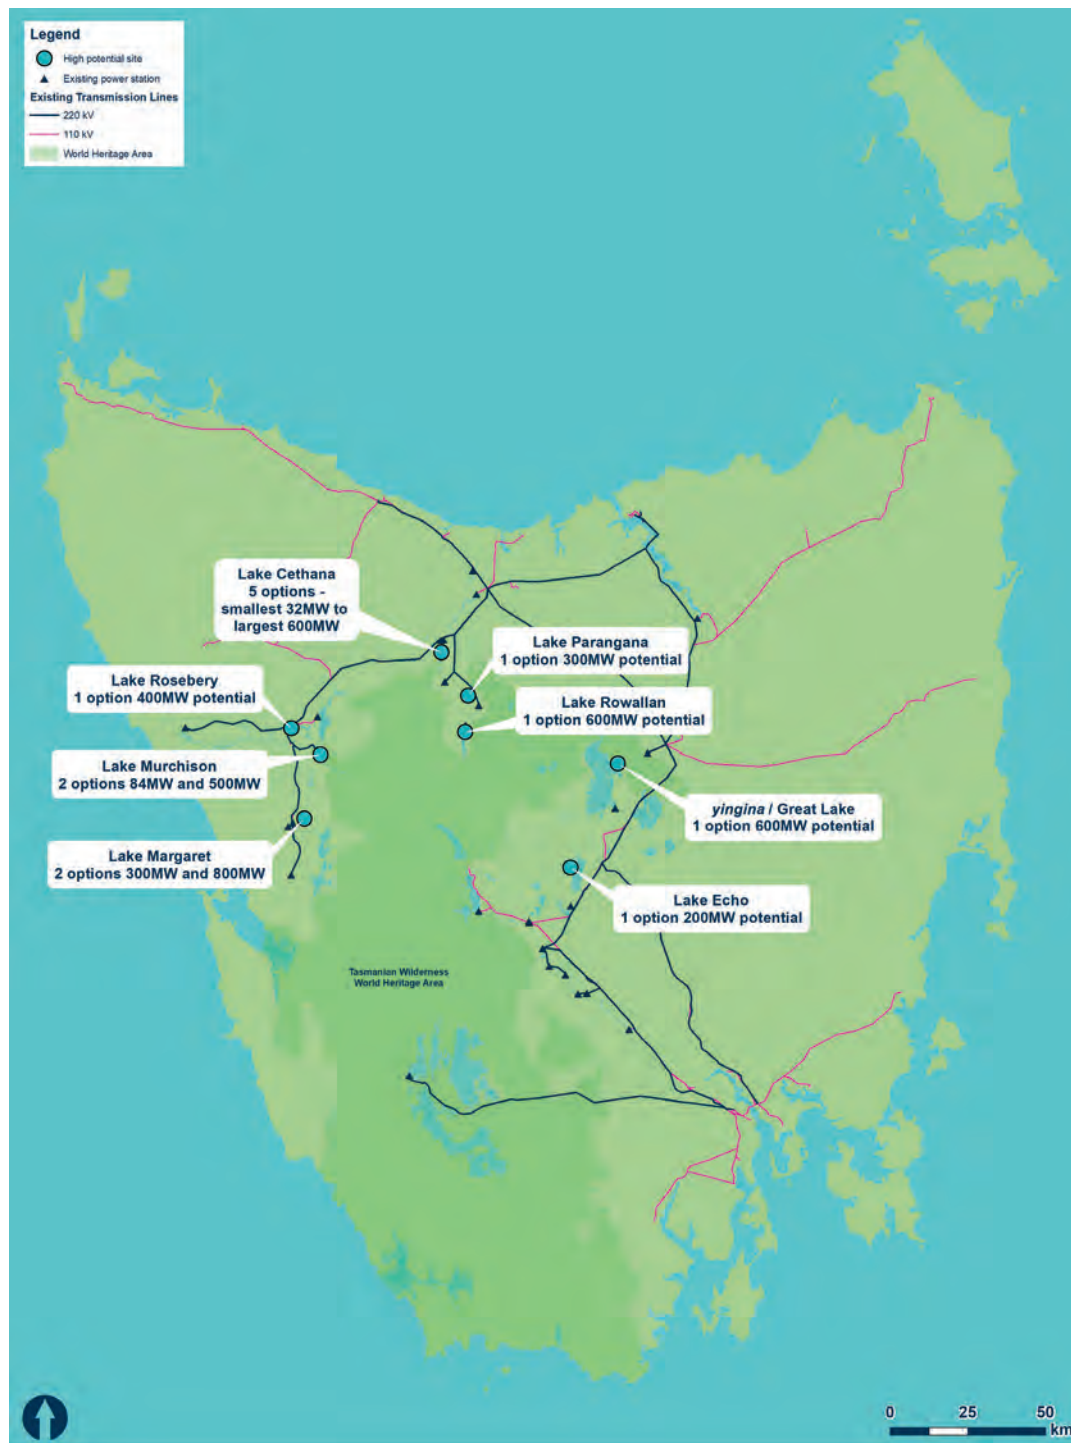 Legend
High potential site
Existing power station
Existing Transmission Lines
220 kV
110 kV
World Heritage Area
Lake Cethana
5 options -
smallest 32MW to
largest 600MW
Lake Parangana
1 option 300MW potential
Lake Rosebery
1 option 400MW potential
Lake Rowallan
1 option 600MW potential
Lake Murchison
2 options 84MW and 500MW
yingina / Great Lake
1 option 600MW potential
Lake Margaret
2 options 300MW and 800MW
Lake Echo
1 option 200MW potential
Tasmanian Wilderness
World Heritage Area
0 25 50
km